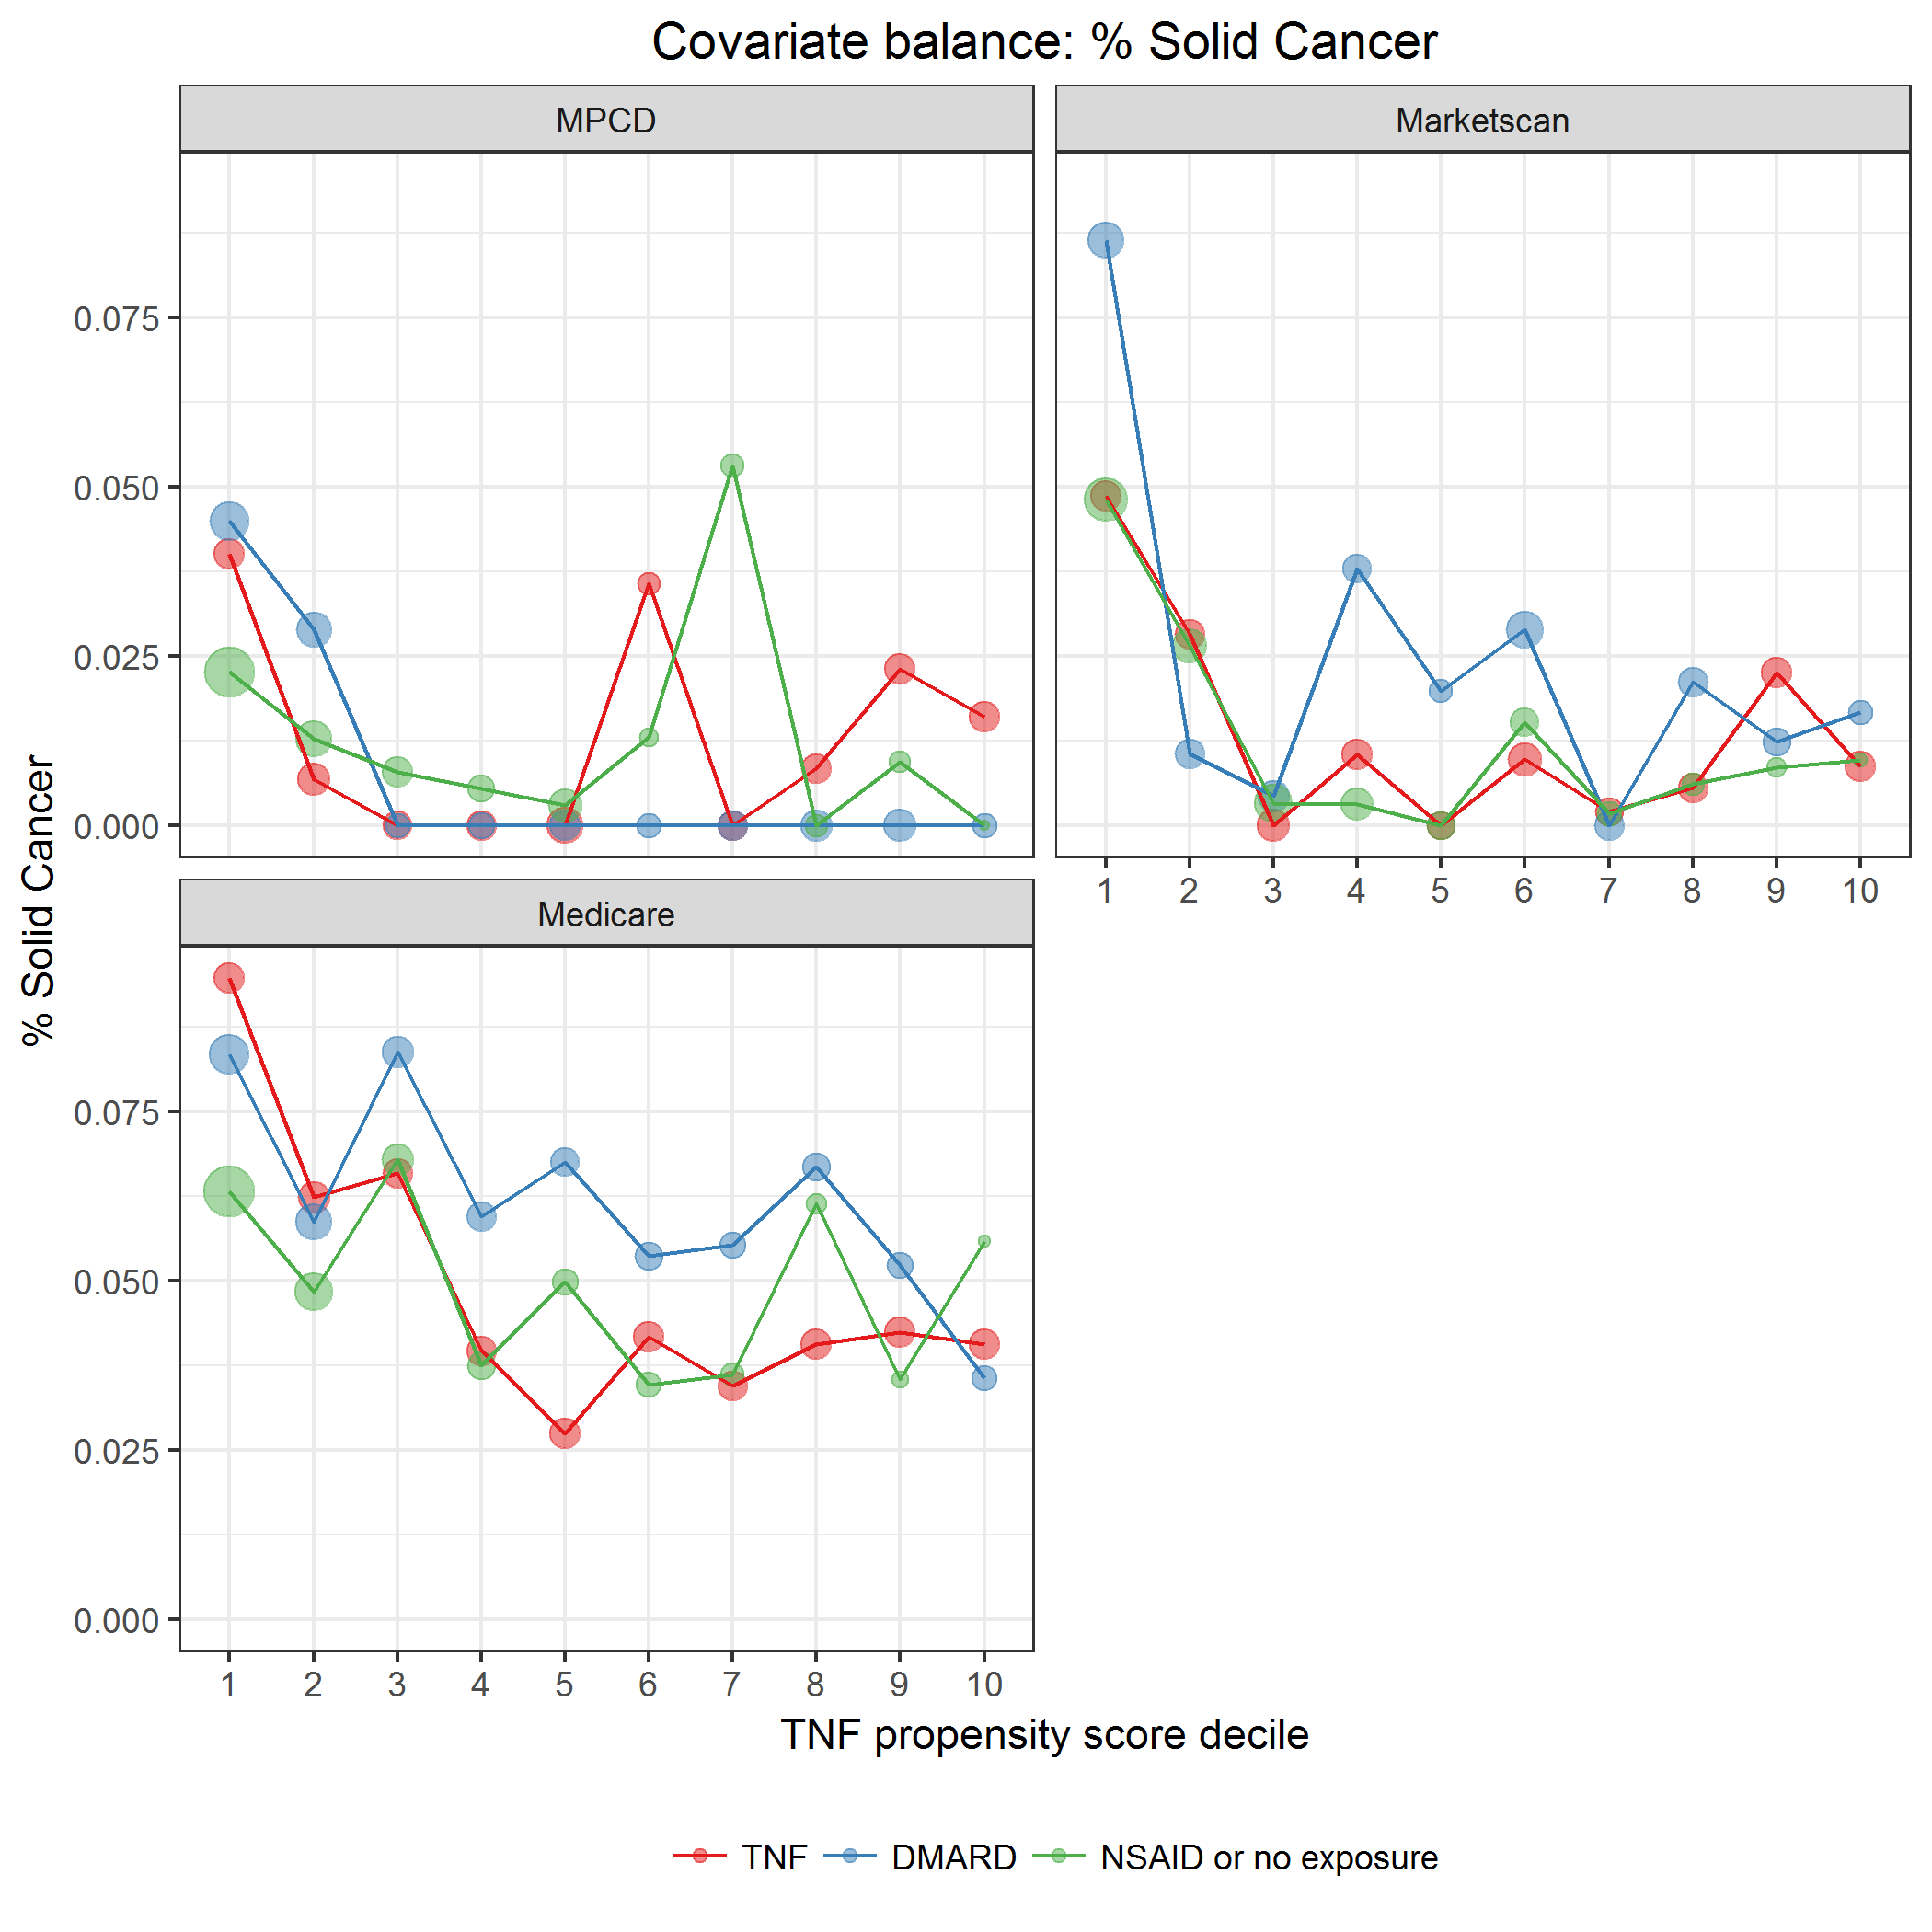 Covariate balance: % Solid Cancer
MPCD
Marketscan
0.075
0.050
0.025
0.000
1 2 3 4 5 6 7 8 9 10
Medicare
0.075
0.050
0.025
0.000
1 2 3 4 5 6 7 8 9 10
% Solid Cancer
TNF propensity score decile
TNF DMARD NSAID or no exposure